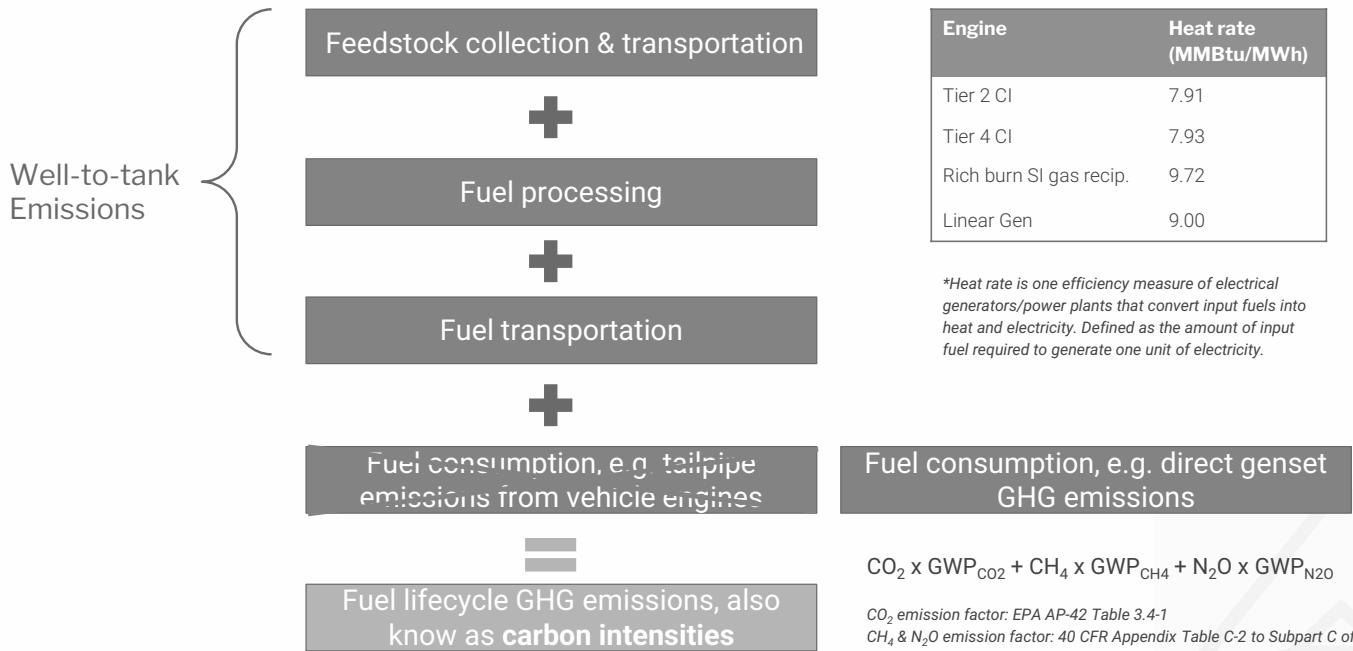 Feedstock collection & transportation
Well-to-tank
Emissions
Fuel processing
Fuel transportation
Fuel consumption, e.g. tailpipe
emissions from vehicle engines
Fuel lifecycle GHG emissions, also
know as carbon intensities
Engine Heat rate
(MMBtu/MWh)
Tier 2 CI 7.91
Tier 4 CI 7.93
Rich burn SI gas recip. 9.72
Linear Gen 9.00
*Heat rate is one efficiency measure of electrical
generators/power plants that convert input fuels into
heat and electricity. Defined as the amount of input
fuel required to generate one unit of electricity.
Fuel consumption, e.g. direct genset
GHG emissions
CO₂ x GWP_CO2 + CH₄ x GWP_CH4 + N₂O x GWP_N2O
CO₂ emission factor: EPA AP-42 Table 3.4-1
CH₄ & N₂O emission factor: 40 CFR Appendix Table C-2 to Subpart C of